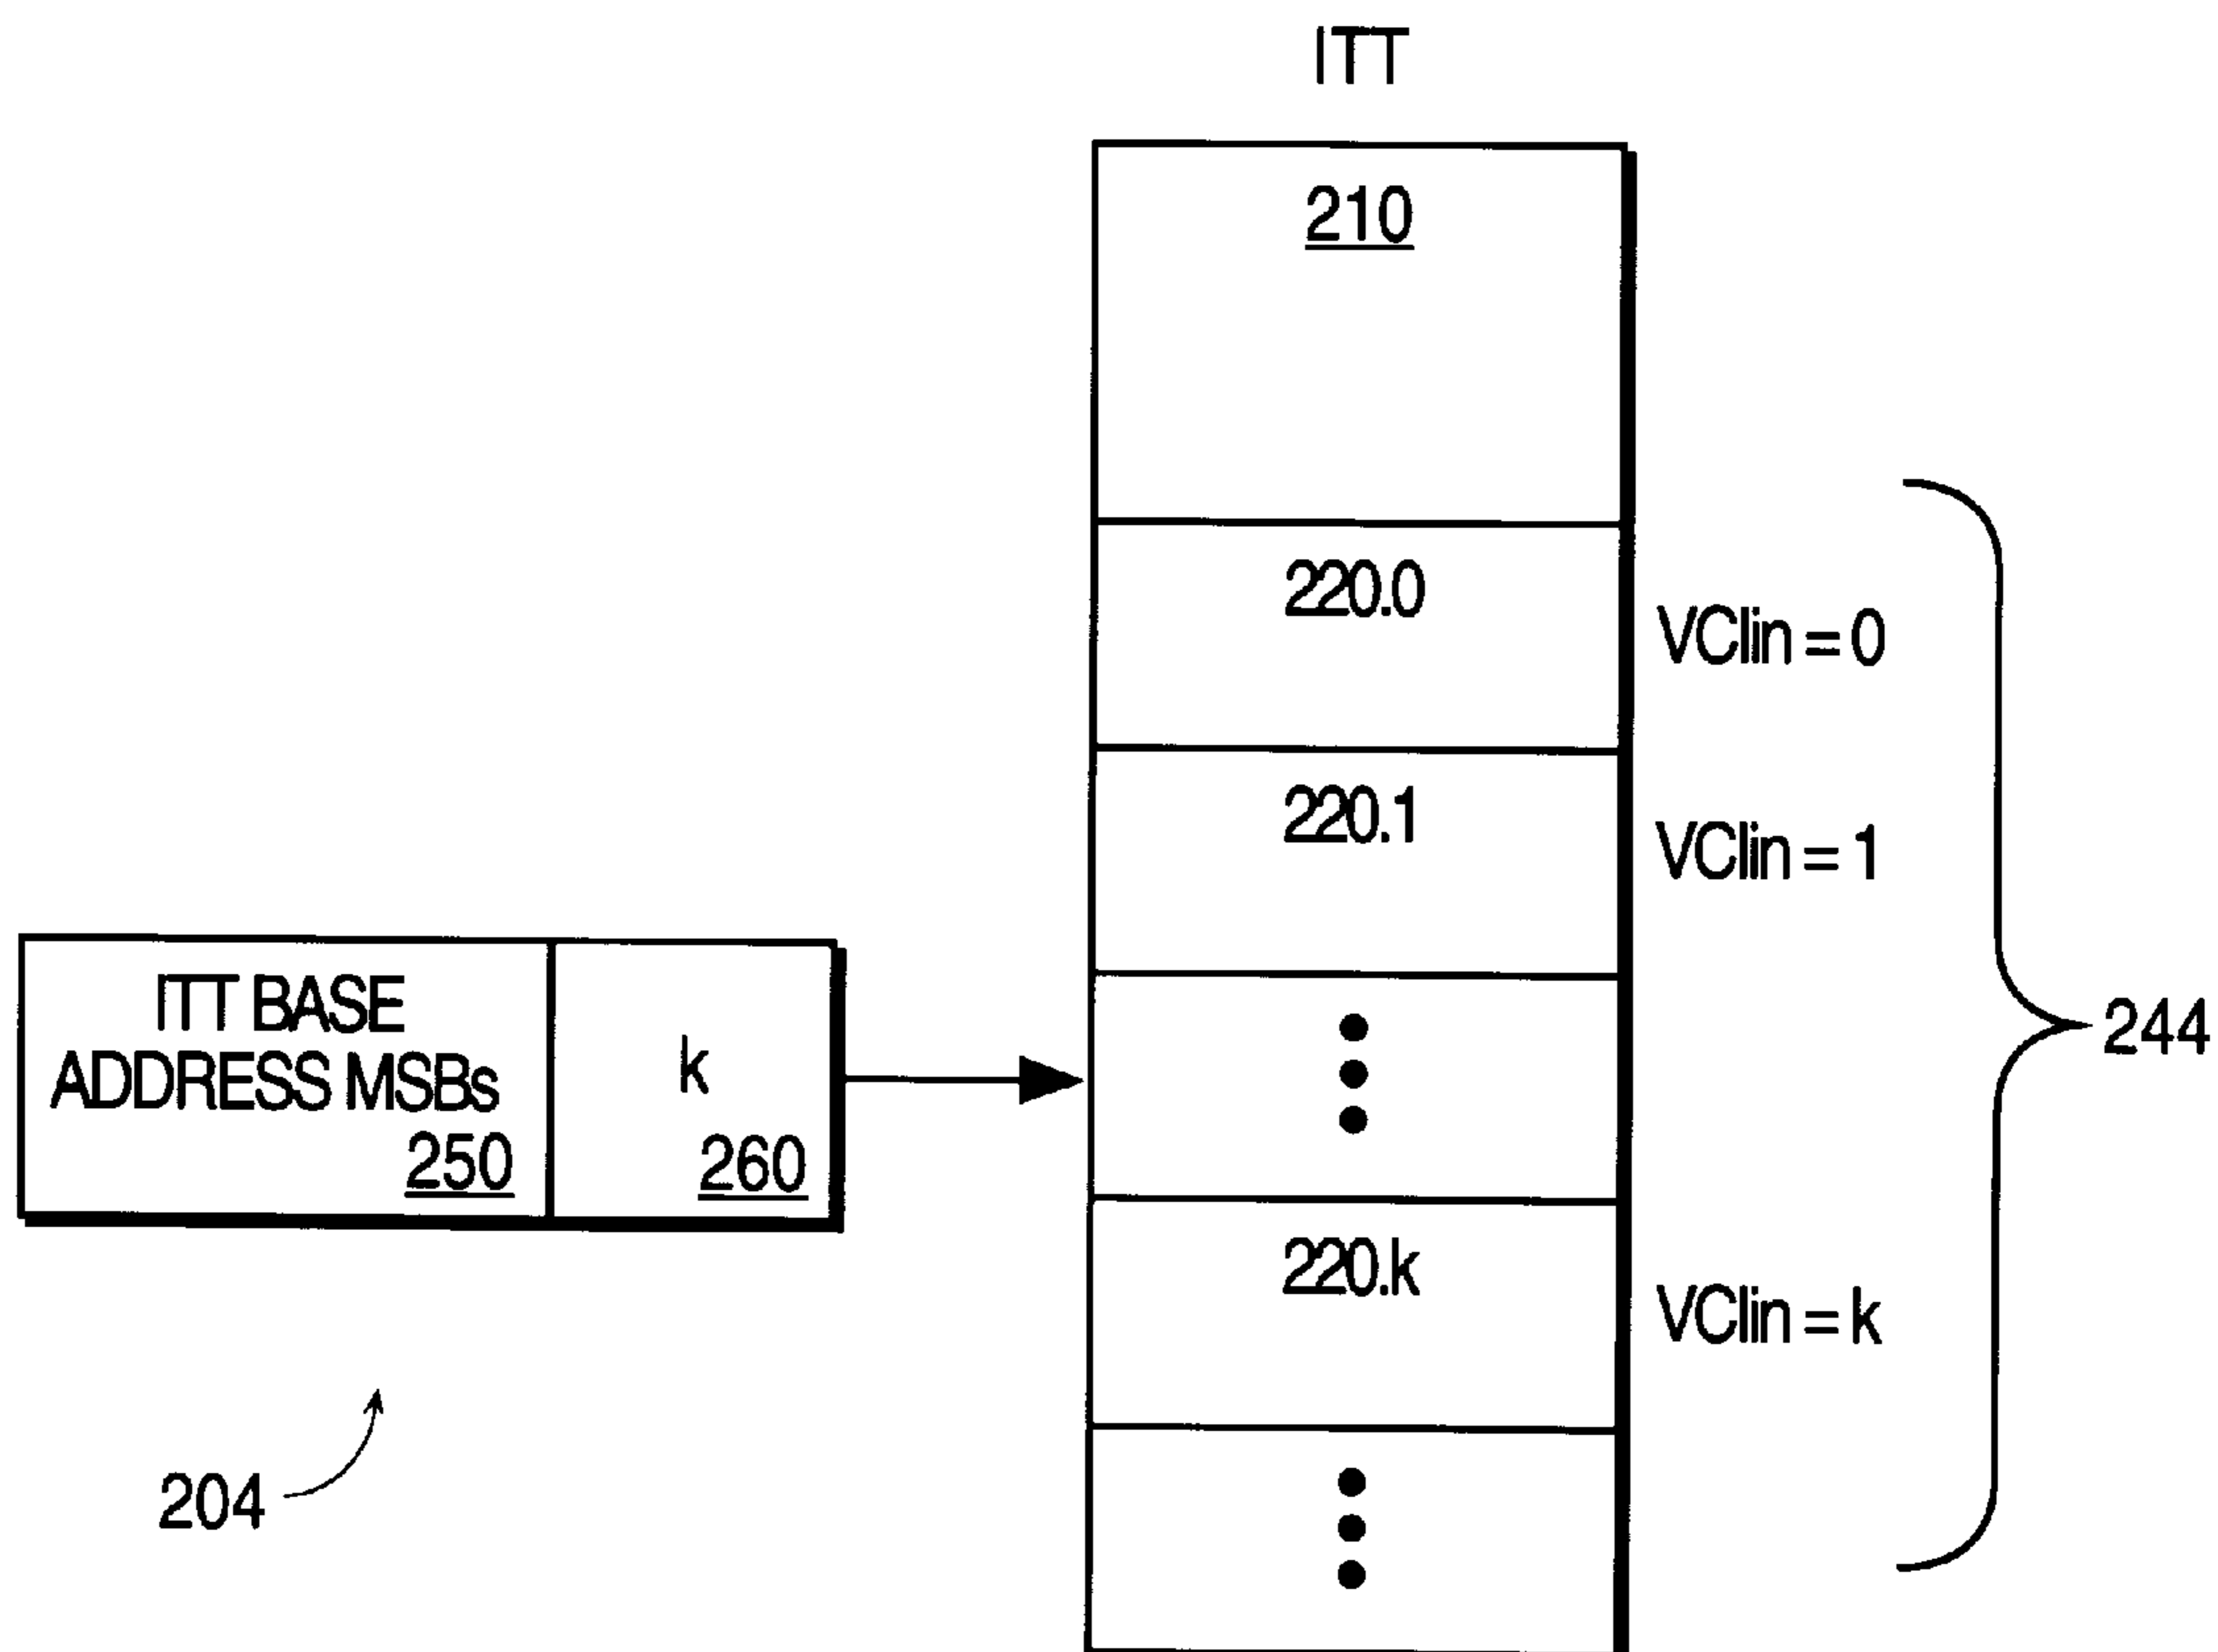 ITT
210
220.0
VClin = 0
220.1
VClin = 1
244
ITT BASE
ADDRESS MSBs
250
k
260
220.k
VClin = k
204